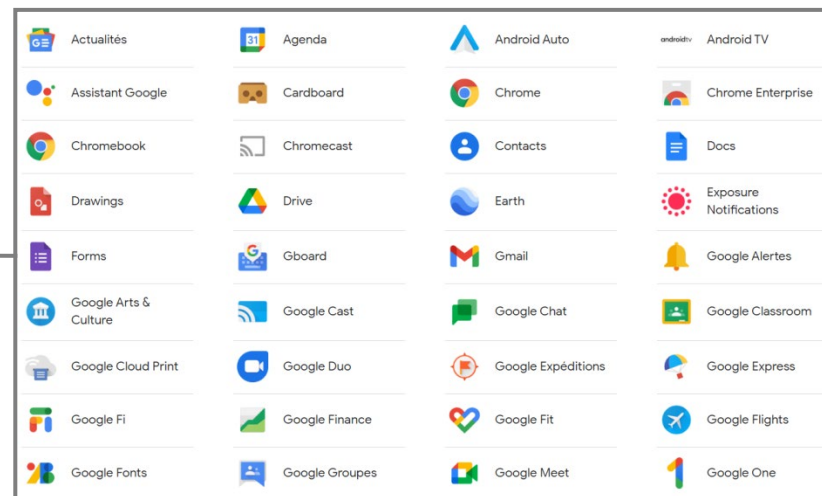 Actualités
Agenda
Android Auto
androidtv
Android TV
Assistant Google
Cardboard
Chrome
Chrome Enterprise
Chromebook
Chromecast
Contacts
Docs
Drawings
Drive
Earth
Exposure
Notifications
Forms
Gboard
Gmail
Google Alertes
Google Arts &
Culture
Google Cast
Google Chat
Google Classroom
Google Cloud Print
Google Duo
Google Expéditions
Google Express
Google Fi
Google Finance
Google Fit
Google Flights
Google Fonts
Google Groupes
Google Meet
Google One
GE
31
G